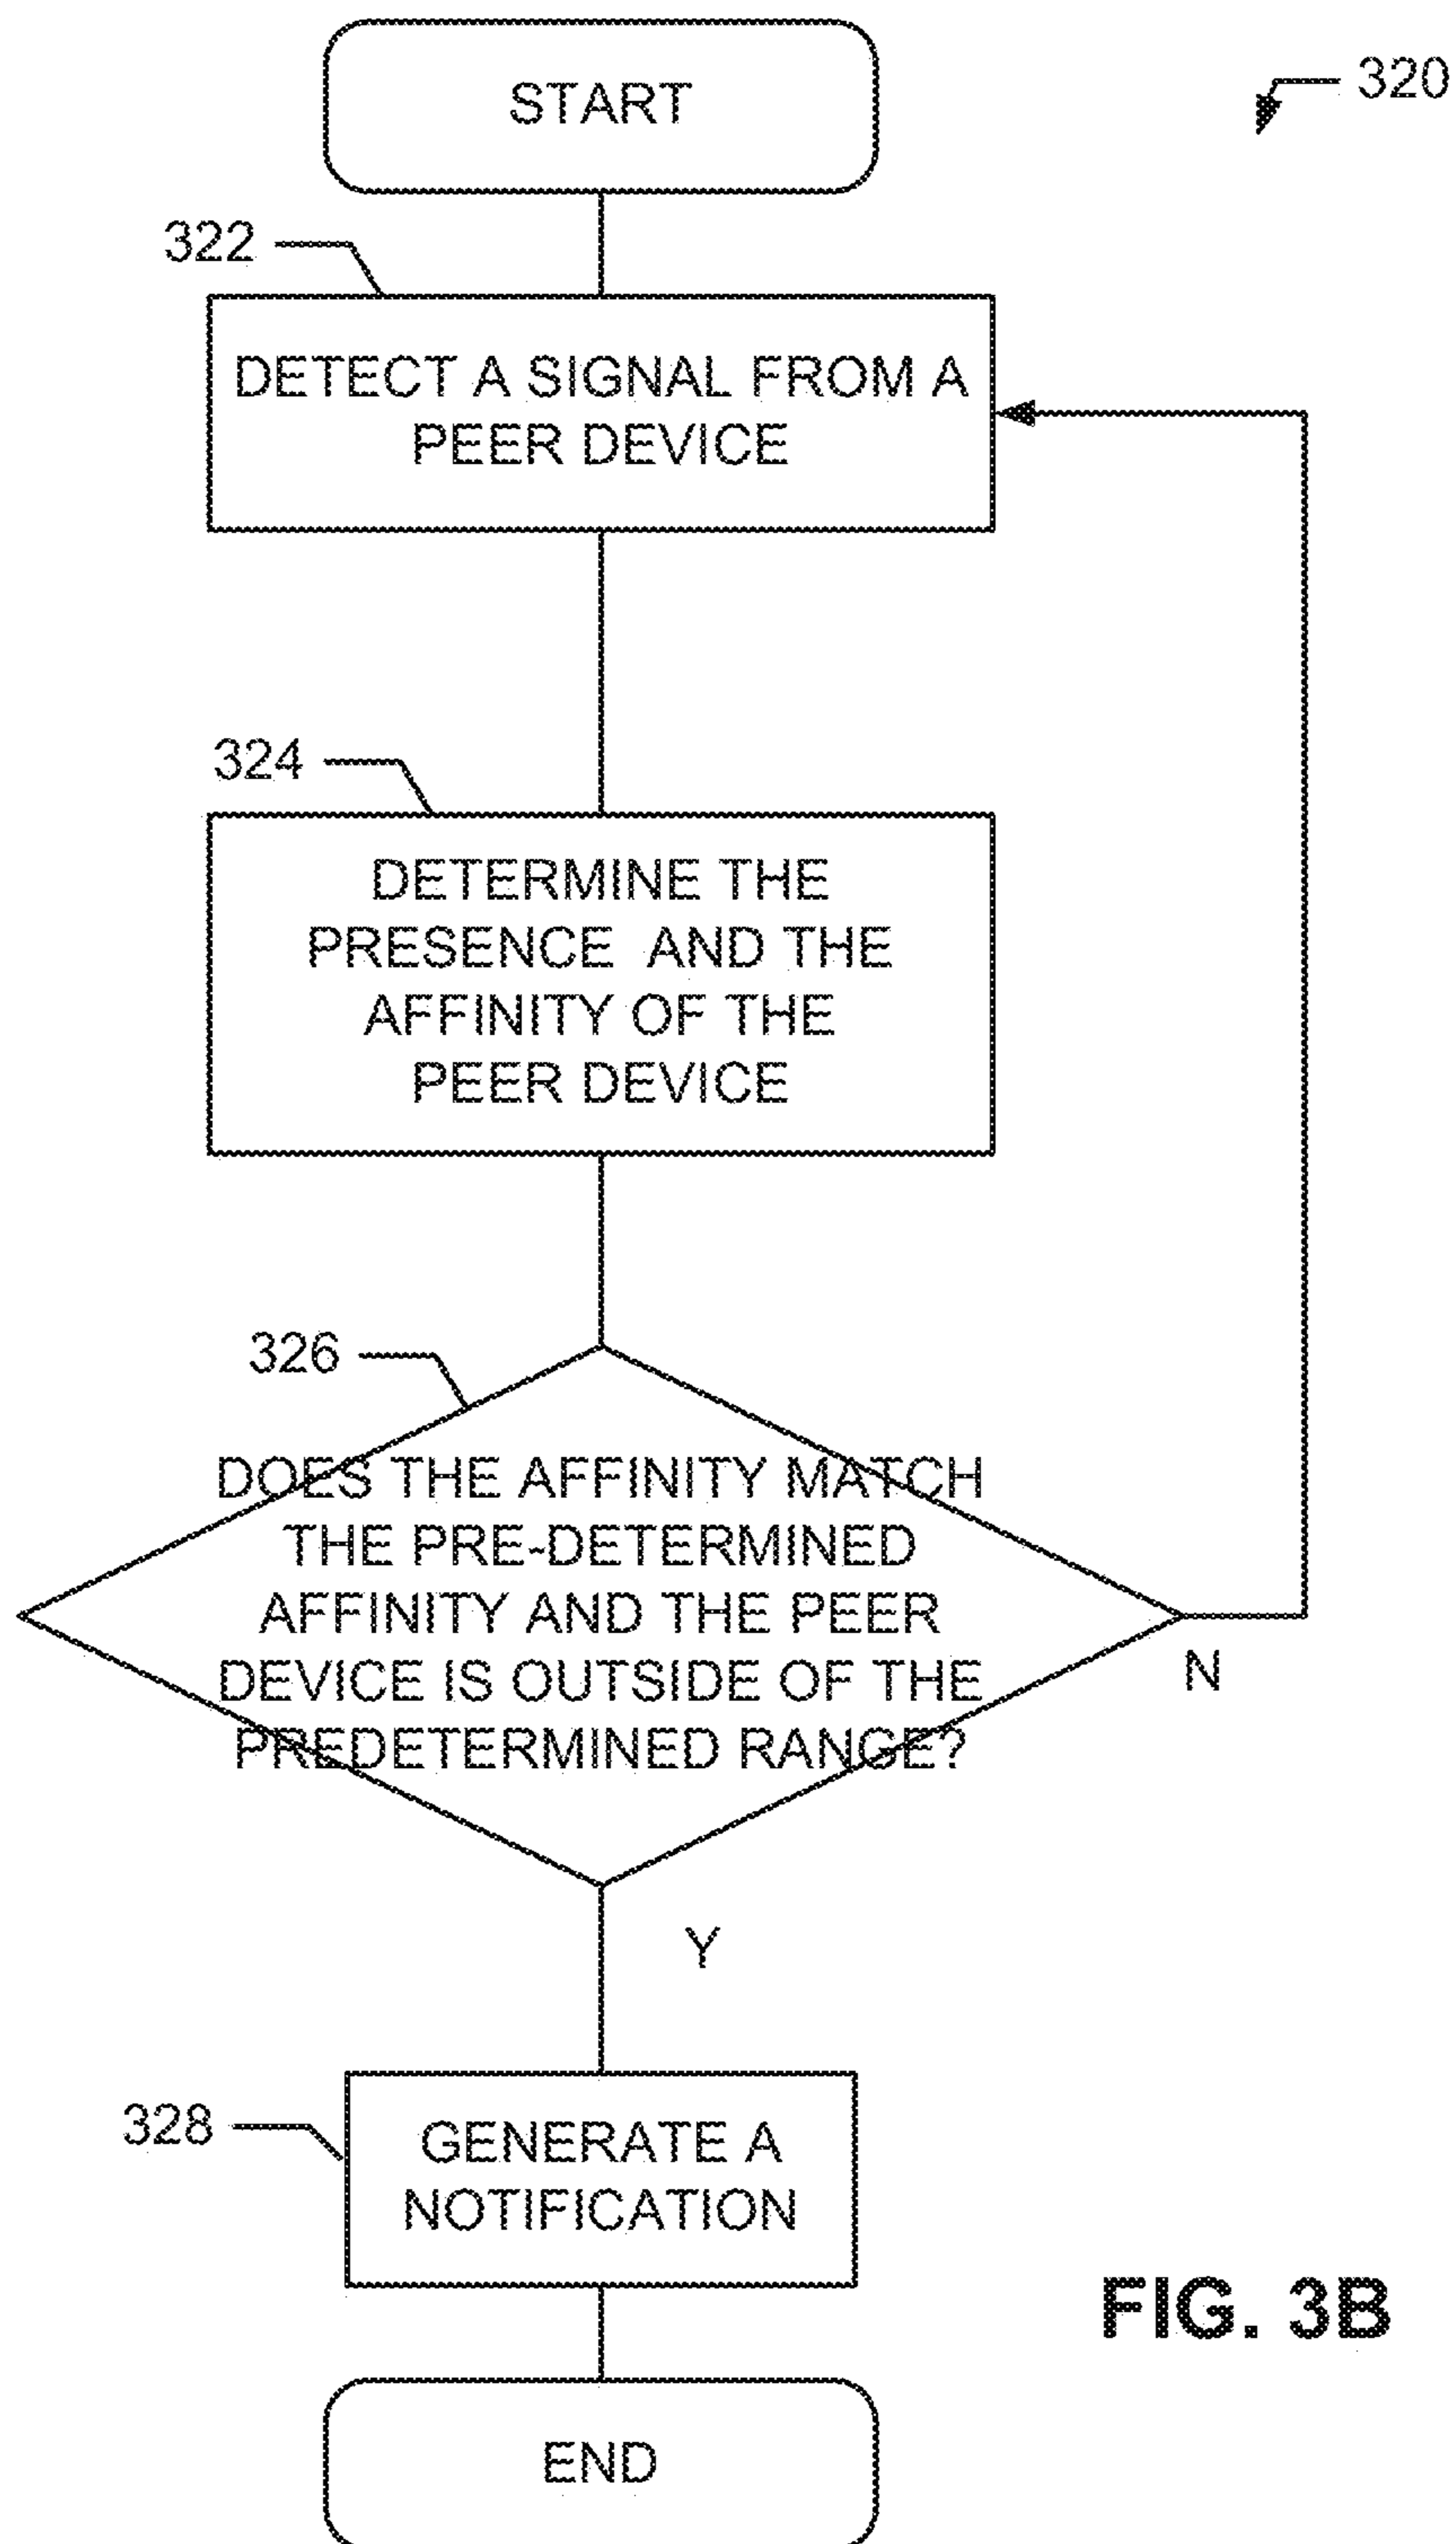 START
320
322
DETECT A SIGNAL FROM A
PEER DEVICE
324
DETERMINE THE
PRESENCE AND THE
AFFINITY OF THE
PEER DEVICE
326
DOES THE AFFINITY MATCH
THE PRE-DETERMINED
AFFINITY AND THE PEER
DEVICE IS OUTSIDE OF THE
PREDETERMINED RANGE?
N
Y
328
GENERATE A
NOTIFICATION
FIG. 3B
END